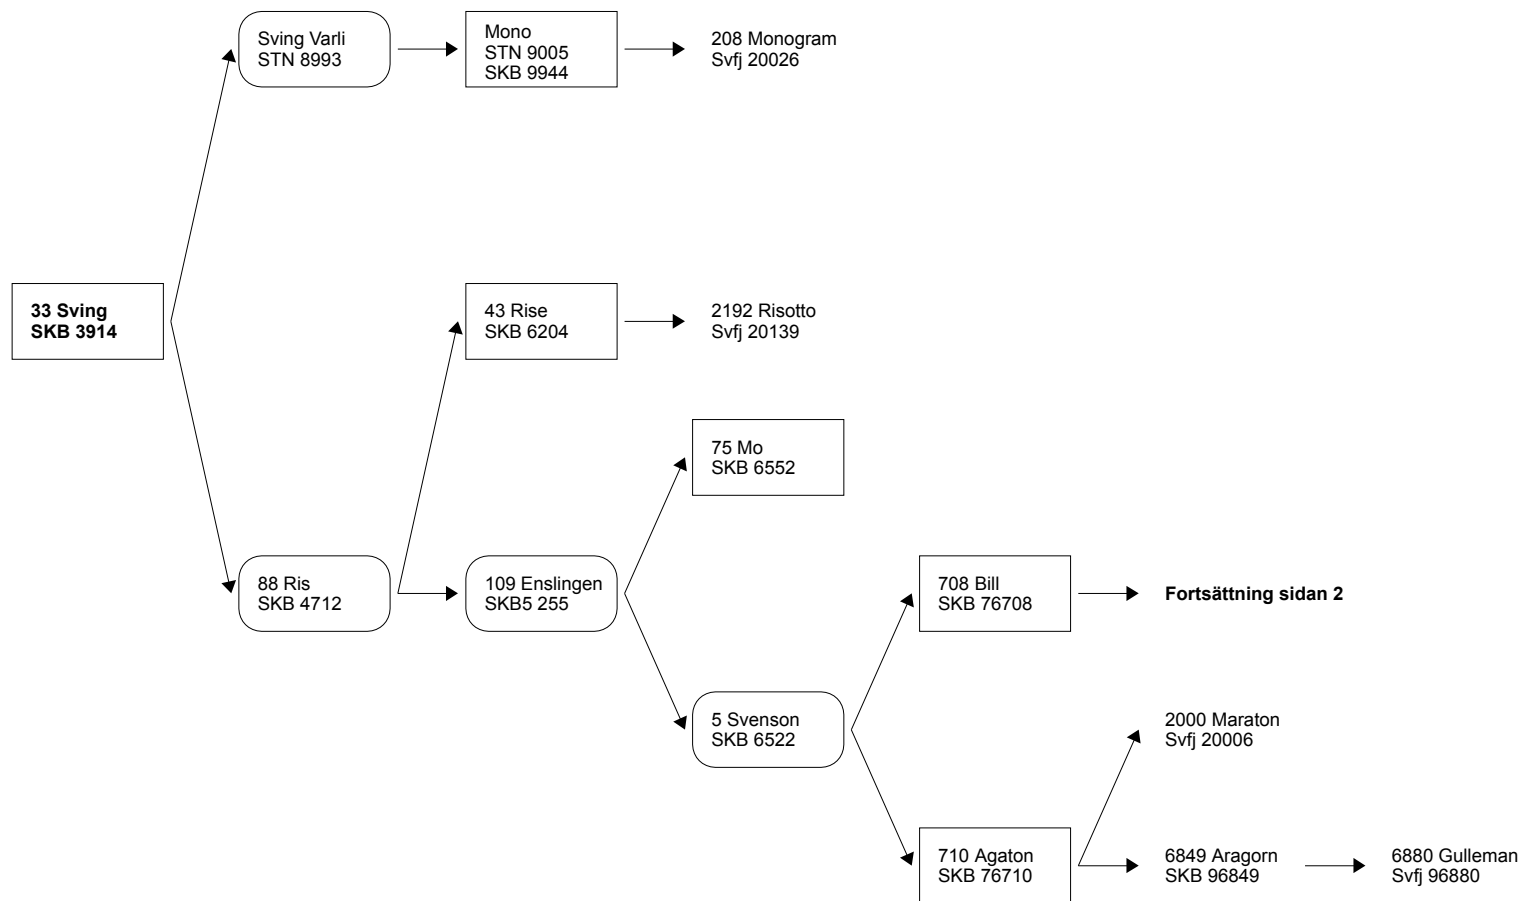 Sving Varli
STN 8993
Mono
STN 9005
SKB 9944
208 Monogram
Svfj 20026
33 Sving
SKB 3914
43 Rise
SKB 6204
2192 Risotto
Svfj 20139
75 Mo
SKB 6552
88 Ris
SKB 4712
109 Enslingen
SKB5 255
708 Bill
SKB 76708
Fortsättning sidan 2
5 Svenson
SKB 6522
2000 Maraton
Svfj 20006
710 Agaton
SKB 76710
6849 Aragorn
SKB 96849
6880 Gulleman
Svfj 96880